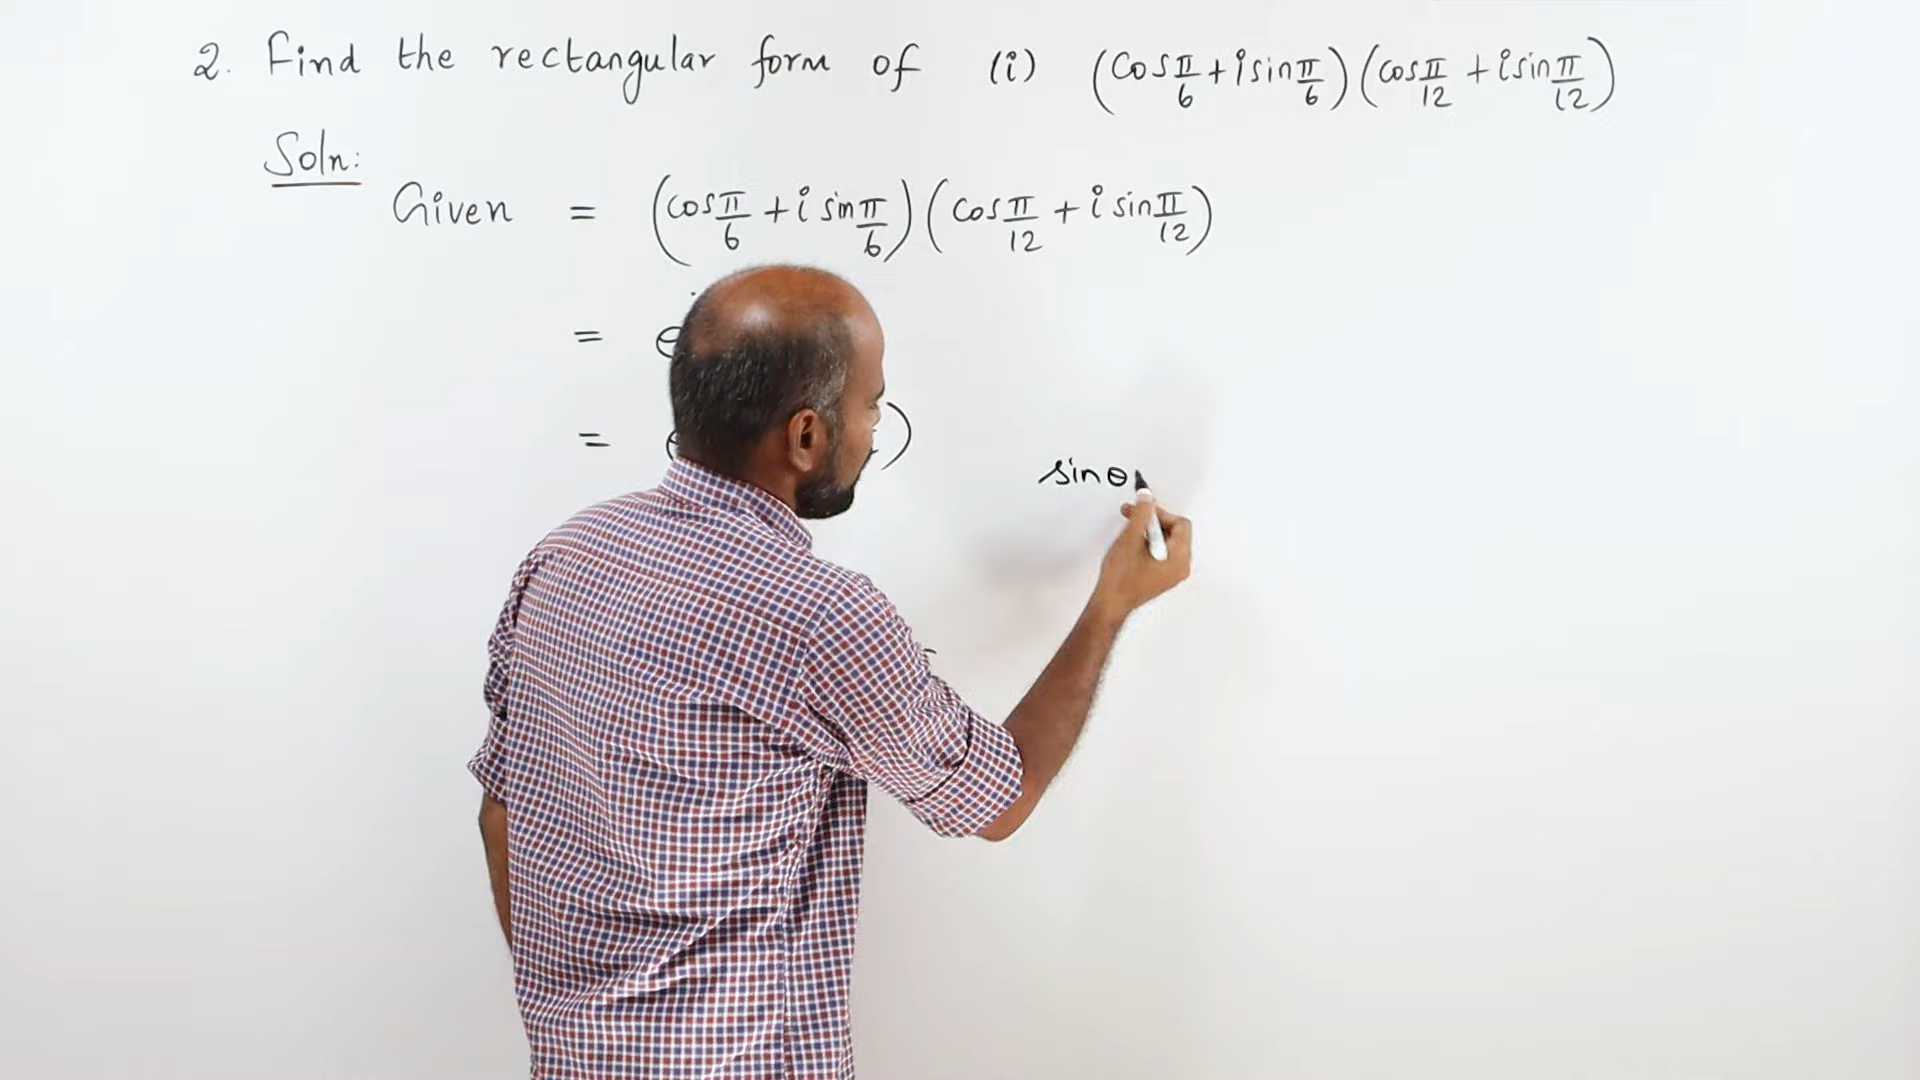 2. Find the rectangular form of (i) (Cos π/6 + i sin π/6) (cos π/12 + i sin π/12)
Soln:
Given = (cos π/6 + i sin π/6) (cos π/12 + i sin π/12)
= e
= )
sin θ